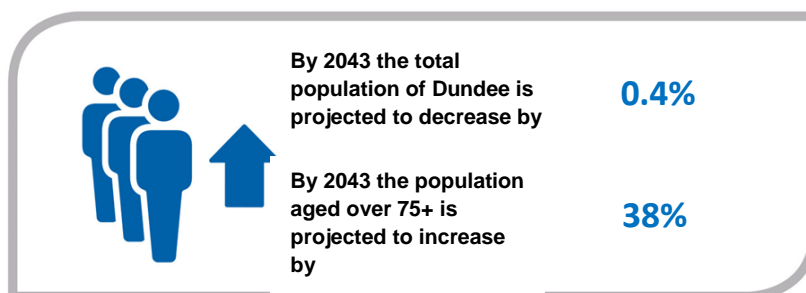 By 2043 the total
population of Dundee is
projected to decrease by
0.4%
By 2043 the population
aged over 75+ is
projected to increase
by
38%